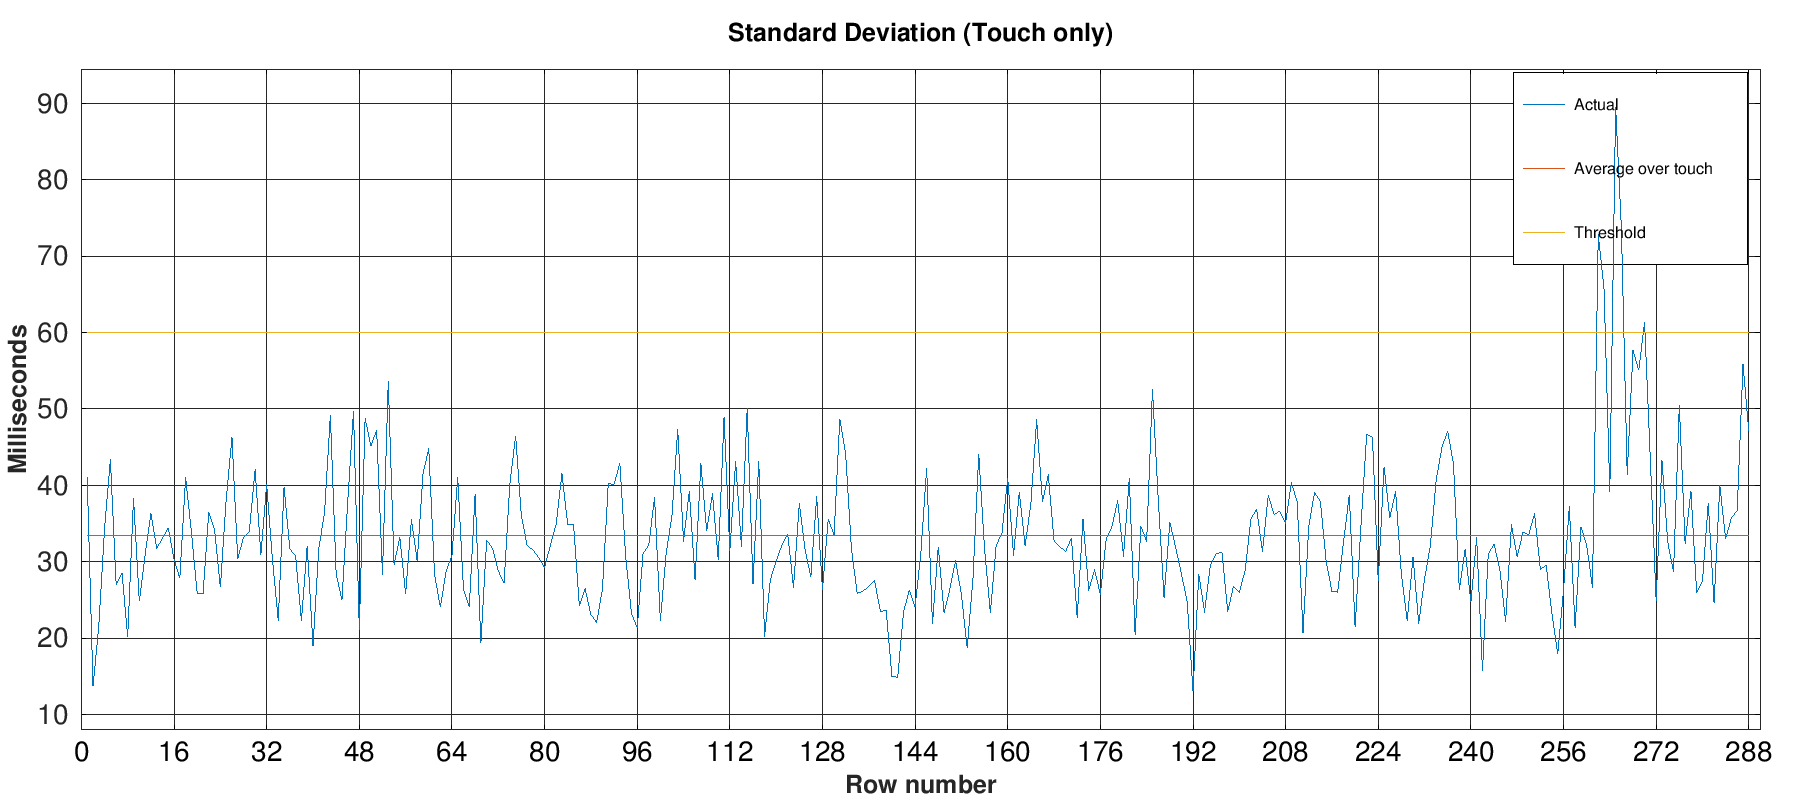 Standard Deviation (Touch only)
Actual
Average over touch
Threshold
90
80
70
60
50
40
30
20
10
Milliseconds
0 16 32 48 64 80 96 112 128 144 160 176 192 208 224 240 256 272 288
Row number